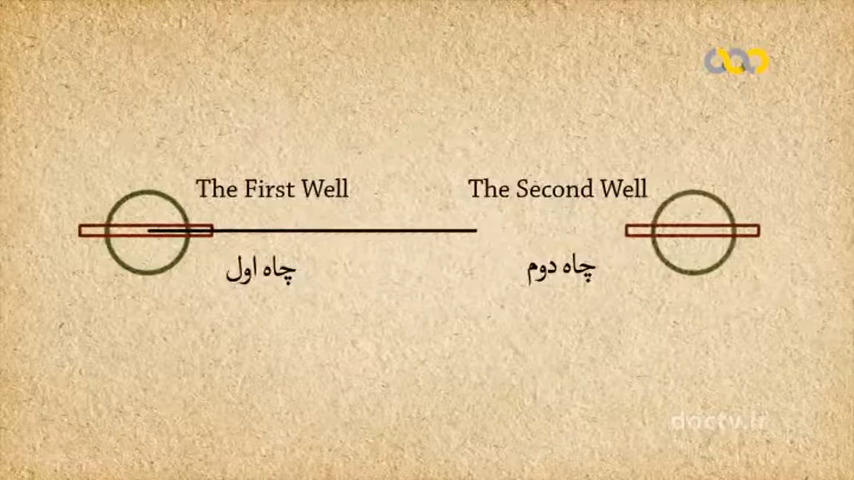 The First Well
The Second Well
چاه اول
چاه دوم
doctv.ir